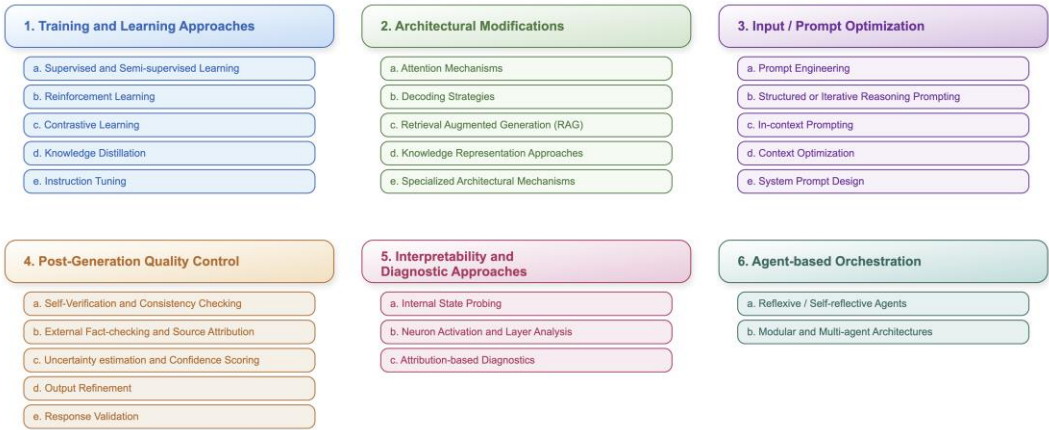 1. Training and Learning Approaches
a. Supervised and Semi-supervised Learning
b. Reinforcement Learning
c. Contrastive Learning
d. Knowledge Distillation
e. Instruction Tuning
2. Architectural Modifications
a. Attention Mechanisms
b. Decoding Strategies
c. Retrieval Augmented Generation (RAG)
d. Knowledge Representation Approaches
e. Specialized Architectural Mechanisms
3. Input / Prompt Optimization
a. Prompt Engineering
b. Structured or Iterative Reasoning Prompting
c. In-context Prompting
d. Context Optimization
e. System Prompt Design
4. Post-Generation Quality Control
a. Self-Verification and Consistency Checking
b. External Fact-checking and Source Attribution
c. Uncertainty estimation and Confidence Scoring
d. Output Refinement
e. Response Validation
5. Interpretability and
Diagnostic Approaches
a. Internal State Probing
b. Neuron Activation and Layer Analysis
c. Attribution-based Diagnostics
6. Agent-based Orchestration
a. Reflexive / Self-reflective Agents
b. Modular and Multi-agent Architectures